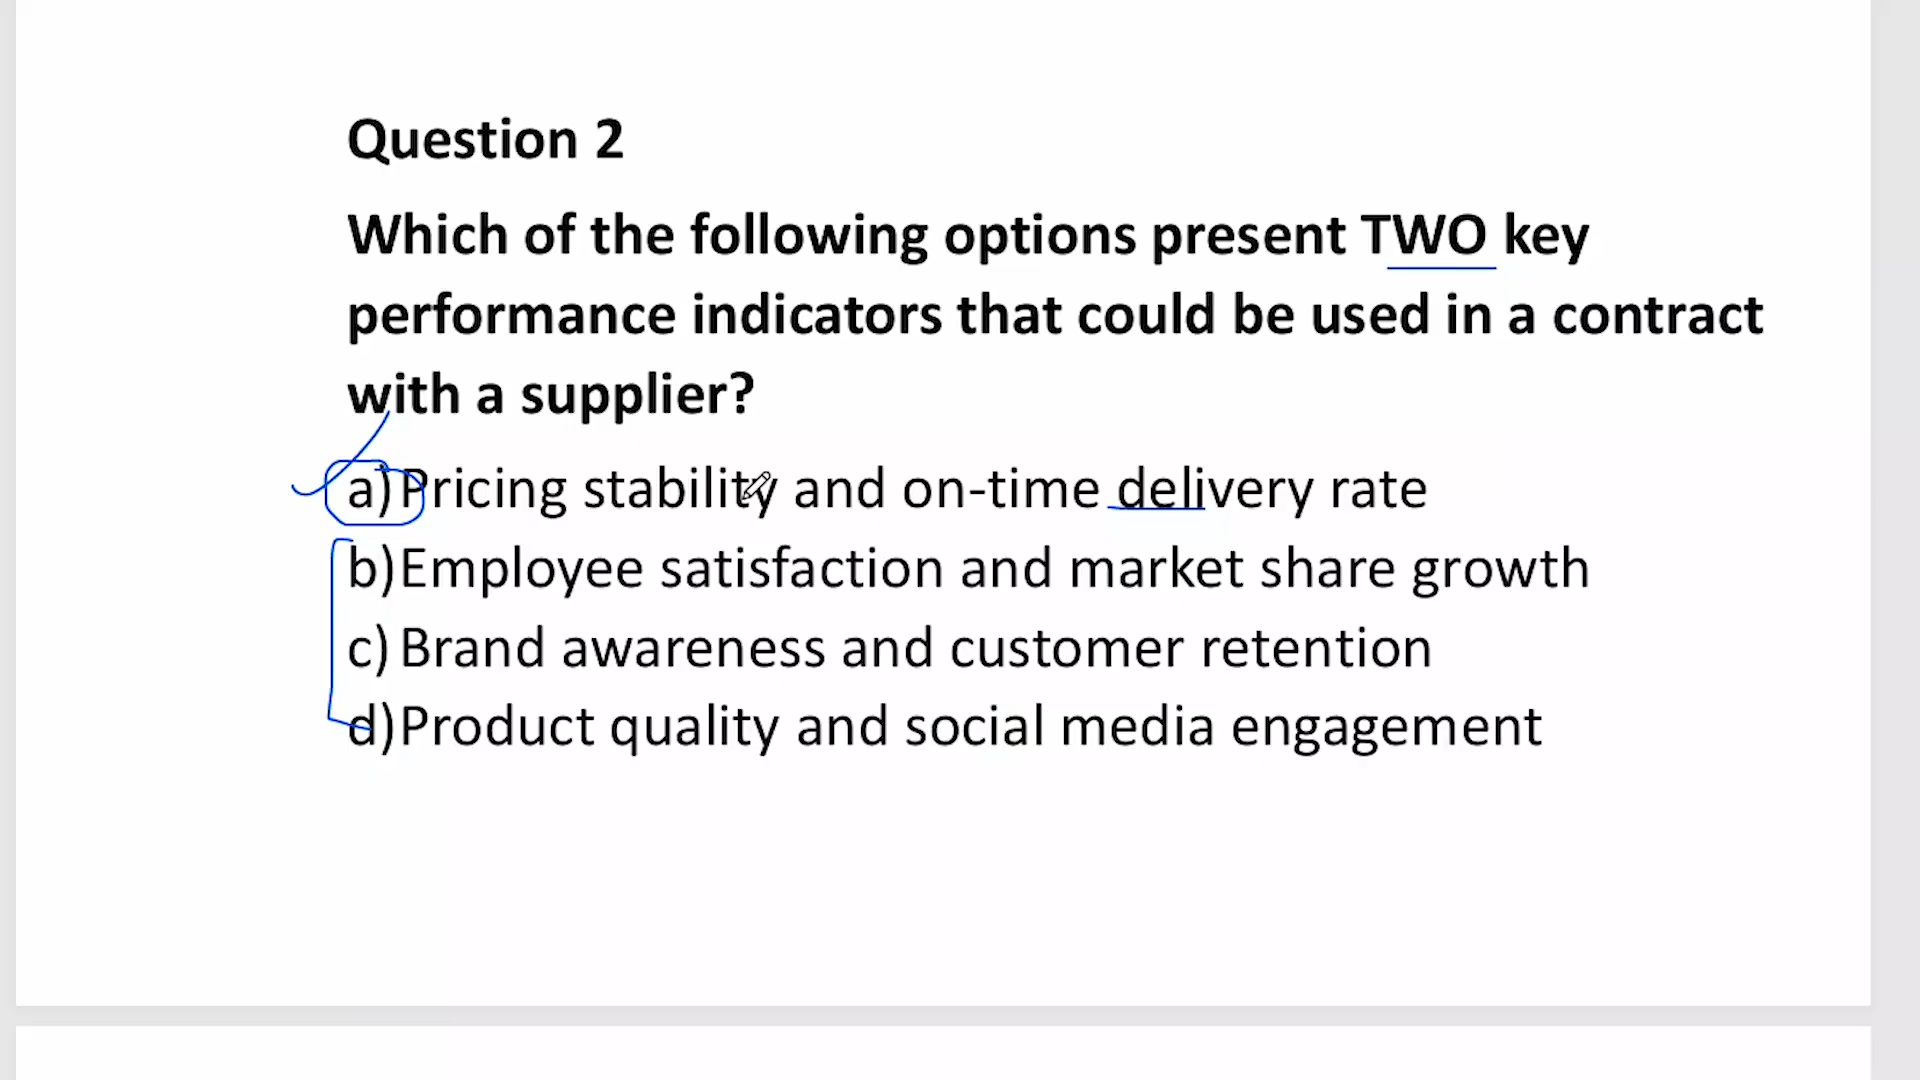 Question 2
Which of the following options present TWO key
performance indicators that could be used in a contract
with a supplier?
a) Pricing stability and on-time delivery rate
b) Employee satisfaction and market share growth
c) Brand awareness and customer retention
d) Product quality and social media engagement